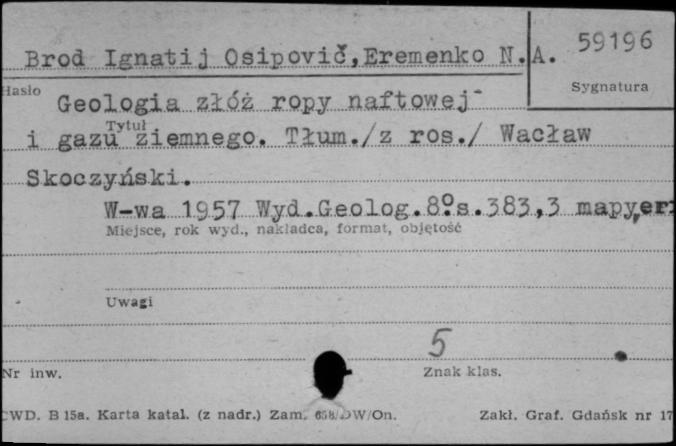 Brod Ignatij Osipovič, Eremenko N.A. 59196
Hasło Sygnatura
Geologia złóż ropy naftowej
Tytuł
i gazu ziemnego. Tłum./z ros./ Wacław
Skoczyński.
W-wa 1957 Wyd.Geolog. 8° s.383,3 mapy,
Miejsce, rok wyd., nakładca, format, objętość
Uwagi
5
Nr inw. Znak klas.
CWD. B 15a. Karta katal. (z nadr.) Zam. W/On. Zakł. Graf. Gdańsk nr 17